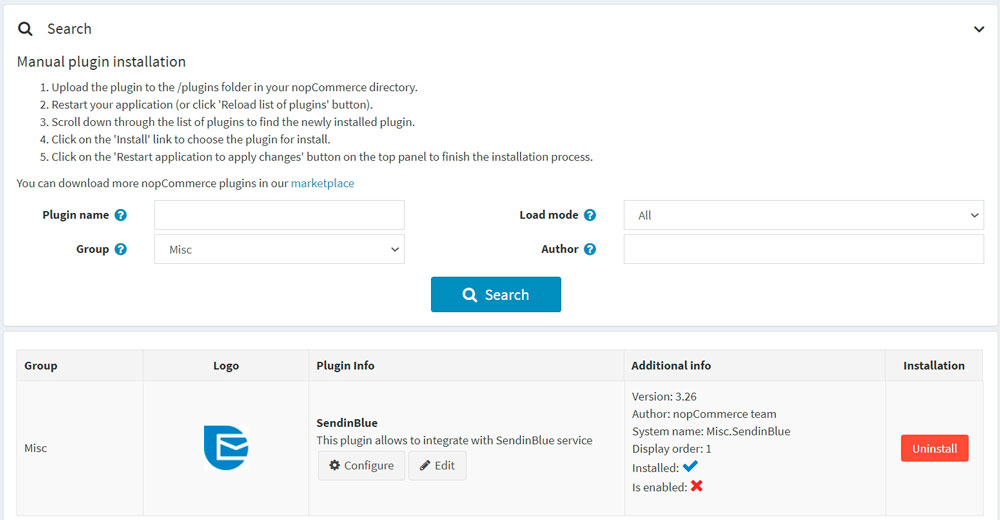 Search
Manual plugin installation
1. Upload the plugin to the /plugins folder in your nopCommerce directory.
2. Restart your application (or click 'Reload list of plugins' button).
3. Scroll down through the list of plugins to find the newly installed plugin.
4. Click on the 'Install' link to choose the plugin for install.
5. Click on the 'Restart application to apply changes' button on the top panel to finish the installation process.
You can download more nopCommerce plugins in our marketplace
Plugin name ? Load mode ? All
Group ? Misc Author ?
Search
Group Logo Plugin Info Additional info Installation
Misc
SendinBlue
This plugin allows to integrate with SendinBlue service
Configure Edit
Version: 3.26
Author: nopCommerce team
System name: Misc.SendinBlue
Display order: 1
Installed:
Is enabled:
Uninstall